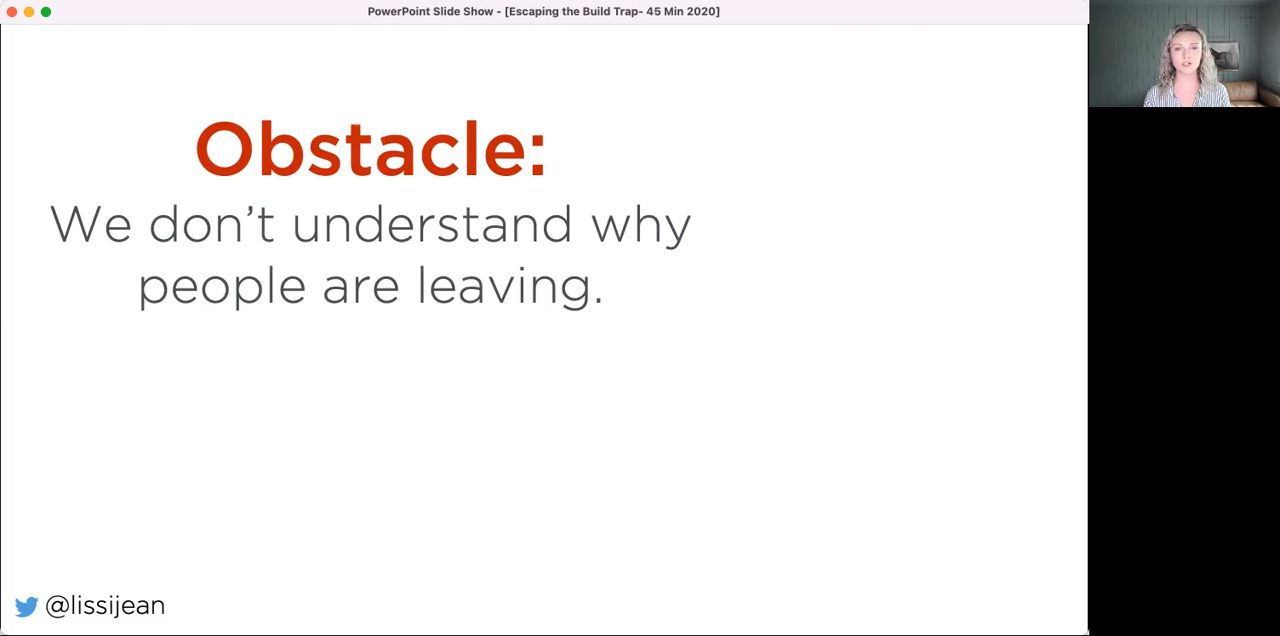 PowerPoint Slide Show - [Escaping the Build Trap- 45 Min 2020]
Obstacle:
We don’t understand why
people are leaving.
@lissijean